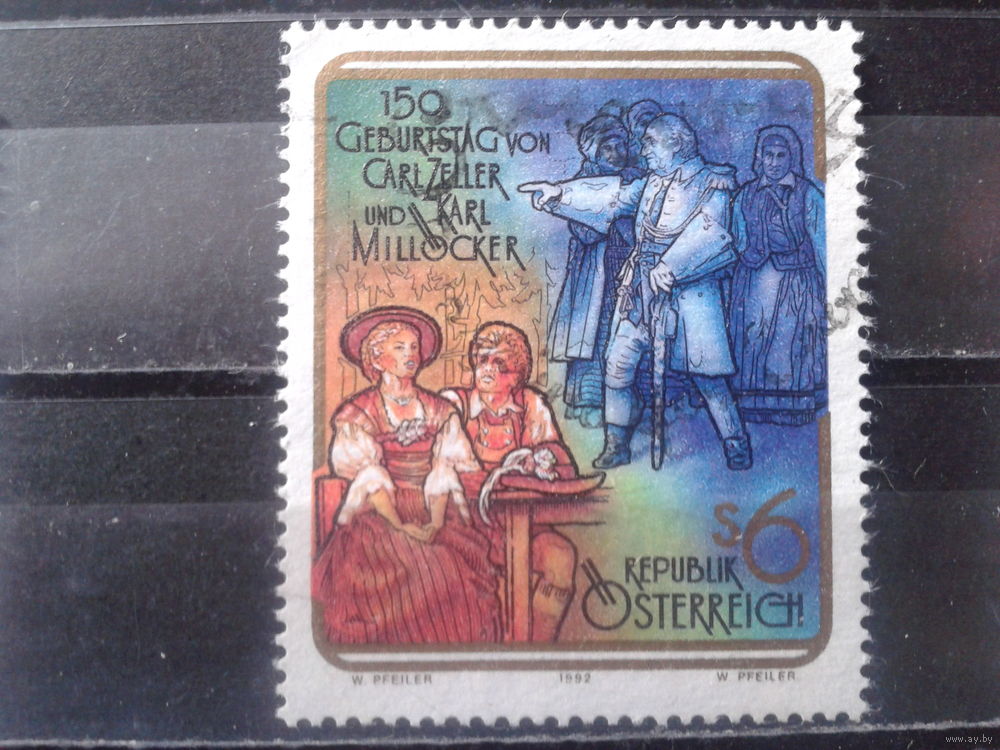 150
GEBURTSTAG VON
CARL ZELLER
UND KARL
MILLÖCKER
S6
REPUBLIK
ÖSTERREICH
W. PFEILER 1992 W. PFEILER
www.ay.by